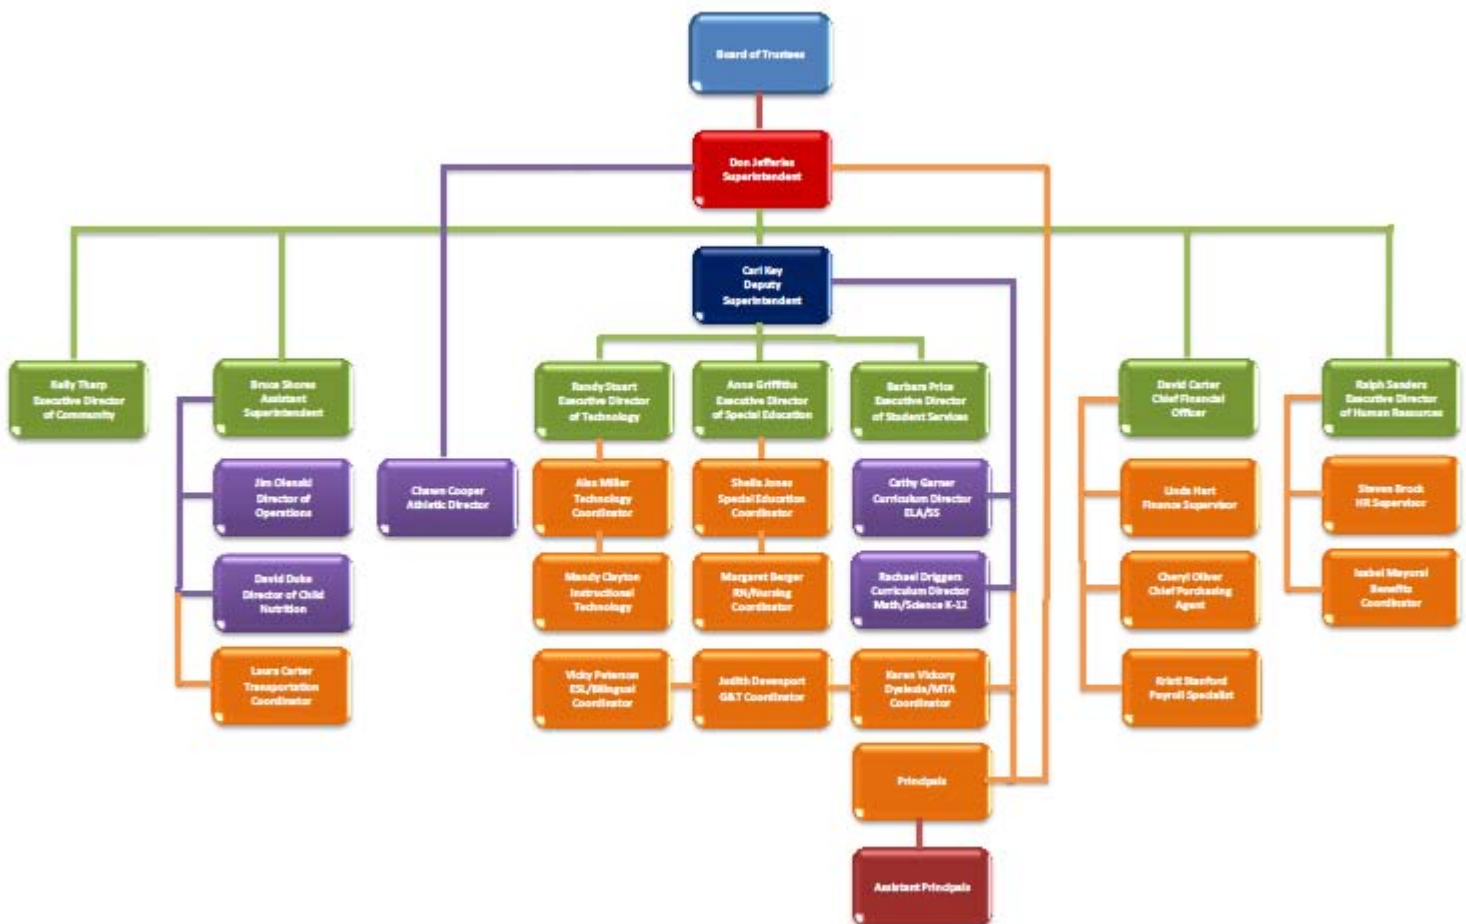 Board of Trustees
Don Jefferies
Superintendent
Carl Key
Deputy
Superintendent
Kelly Tharp
Executive Director
of Community
Bruce Shores
Assistant
Superintendent
Randy Stuart
Executive Director
of Technology
Anne Griffiths
Executive Director
of Special Education
Barbara Price
Executive Director
of Student Services
David Carter
Chief Financial
Officer
Ralph Sanders
Executive Director
of Human Resources
Jim
Director of
Operations
Cooper
Athletic Director
Alex Miller
Technology
Coordinator
Sheila Jones
Special Education
Coordinator
Cathy Garner
Curriculum Director
ELA/SS
Linda Hart
Finance Supervisor
Steven Brock
HR Supervisor
David Duke
Director of Child
Nutrition
Mandy Clayton
Instructional
Technology
Margaret Berger
RN/Nursing
Coordinator
Rachael Driggers
Curriculum Director
Math/Science K-12
Cheryl Oliver
Chief Purchasing
Agent
Isabel Mayoral
Benefits
Coordinator
Laura Carter
Transportation
Coordinator
Vicky Peterson
ESL/Bilingual
Coordinator
Judith Davenport
G&T Coordinator
Karen Vickory
Dyslexia/MTA
Coordinator
Stanford
Payroll Specialist
Principals
Assistant Principals